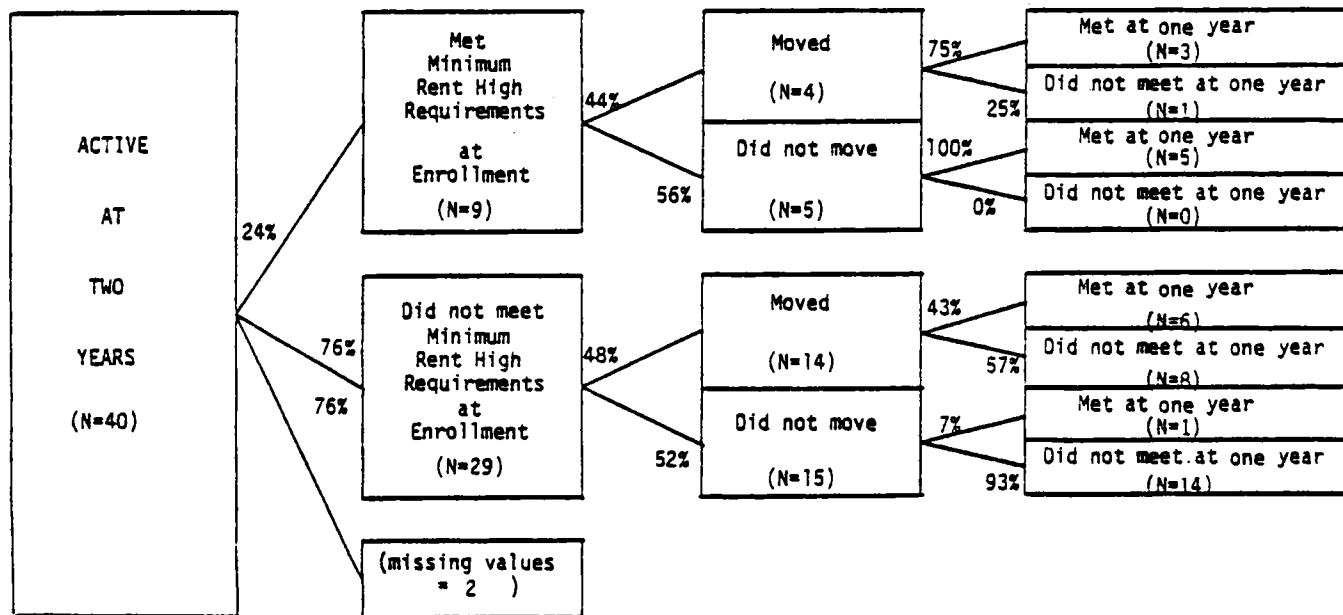 ACTIVE
AT
TWO
YEARS
(N=40)
24%
76%
76%
Met
Minimum
Rent High
Requirements
at
Enrollment
(N=9)
44%
56%
Moved
(N=4)
75%
25%
Met at one year
(N=3)
Did not meet at one year
(N=1)
Did not move
(N=5)
100%
0%
Met at one year
(N=5)
Did not meet at one year
(N=0)
Did not meet
Minimum
Rent High
Requirements
at
Enrollment
(N=29)
48%
52%
Moved
(N=14)
43%
57%
Met at one year
(N=6)
Did not meet at one year
(N=8)
Did not move
(N=15)
7%
93%
Met at one year
(N=1)
Did not meet at one year
(N=14)
(missing values
= 2 )